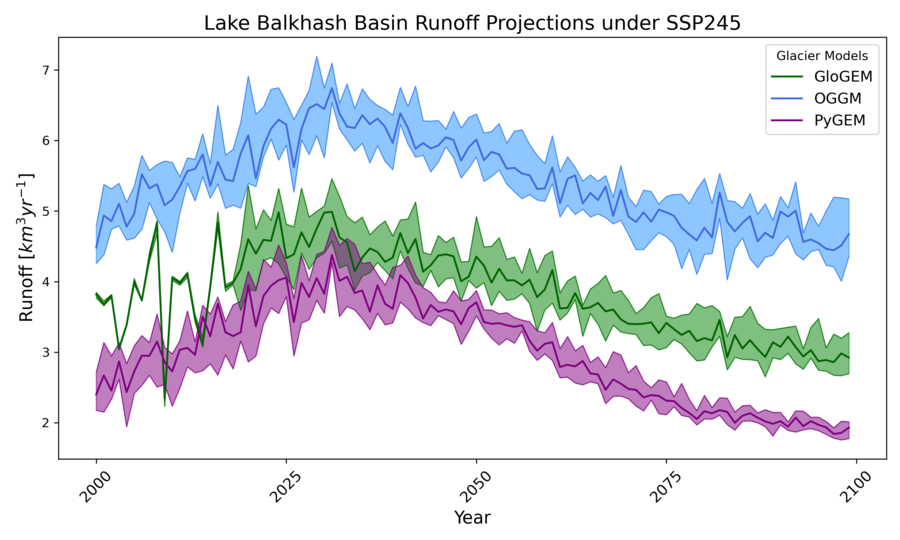 Lake Balkhash Basin Runoff Projections under SSP245
Glacier Models
GloGEM
OGGM
PyGEM
7
6
5
4
3
2
Runoff [km³yr⁻¹]
2000
2025
2050
2075
2100
Year